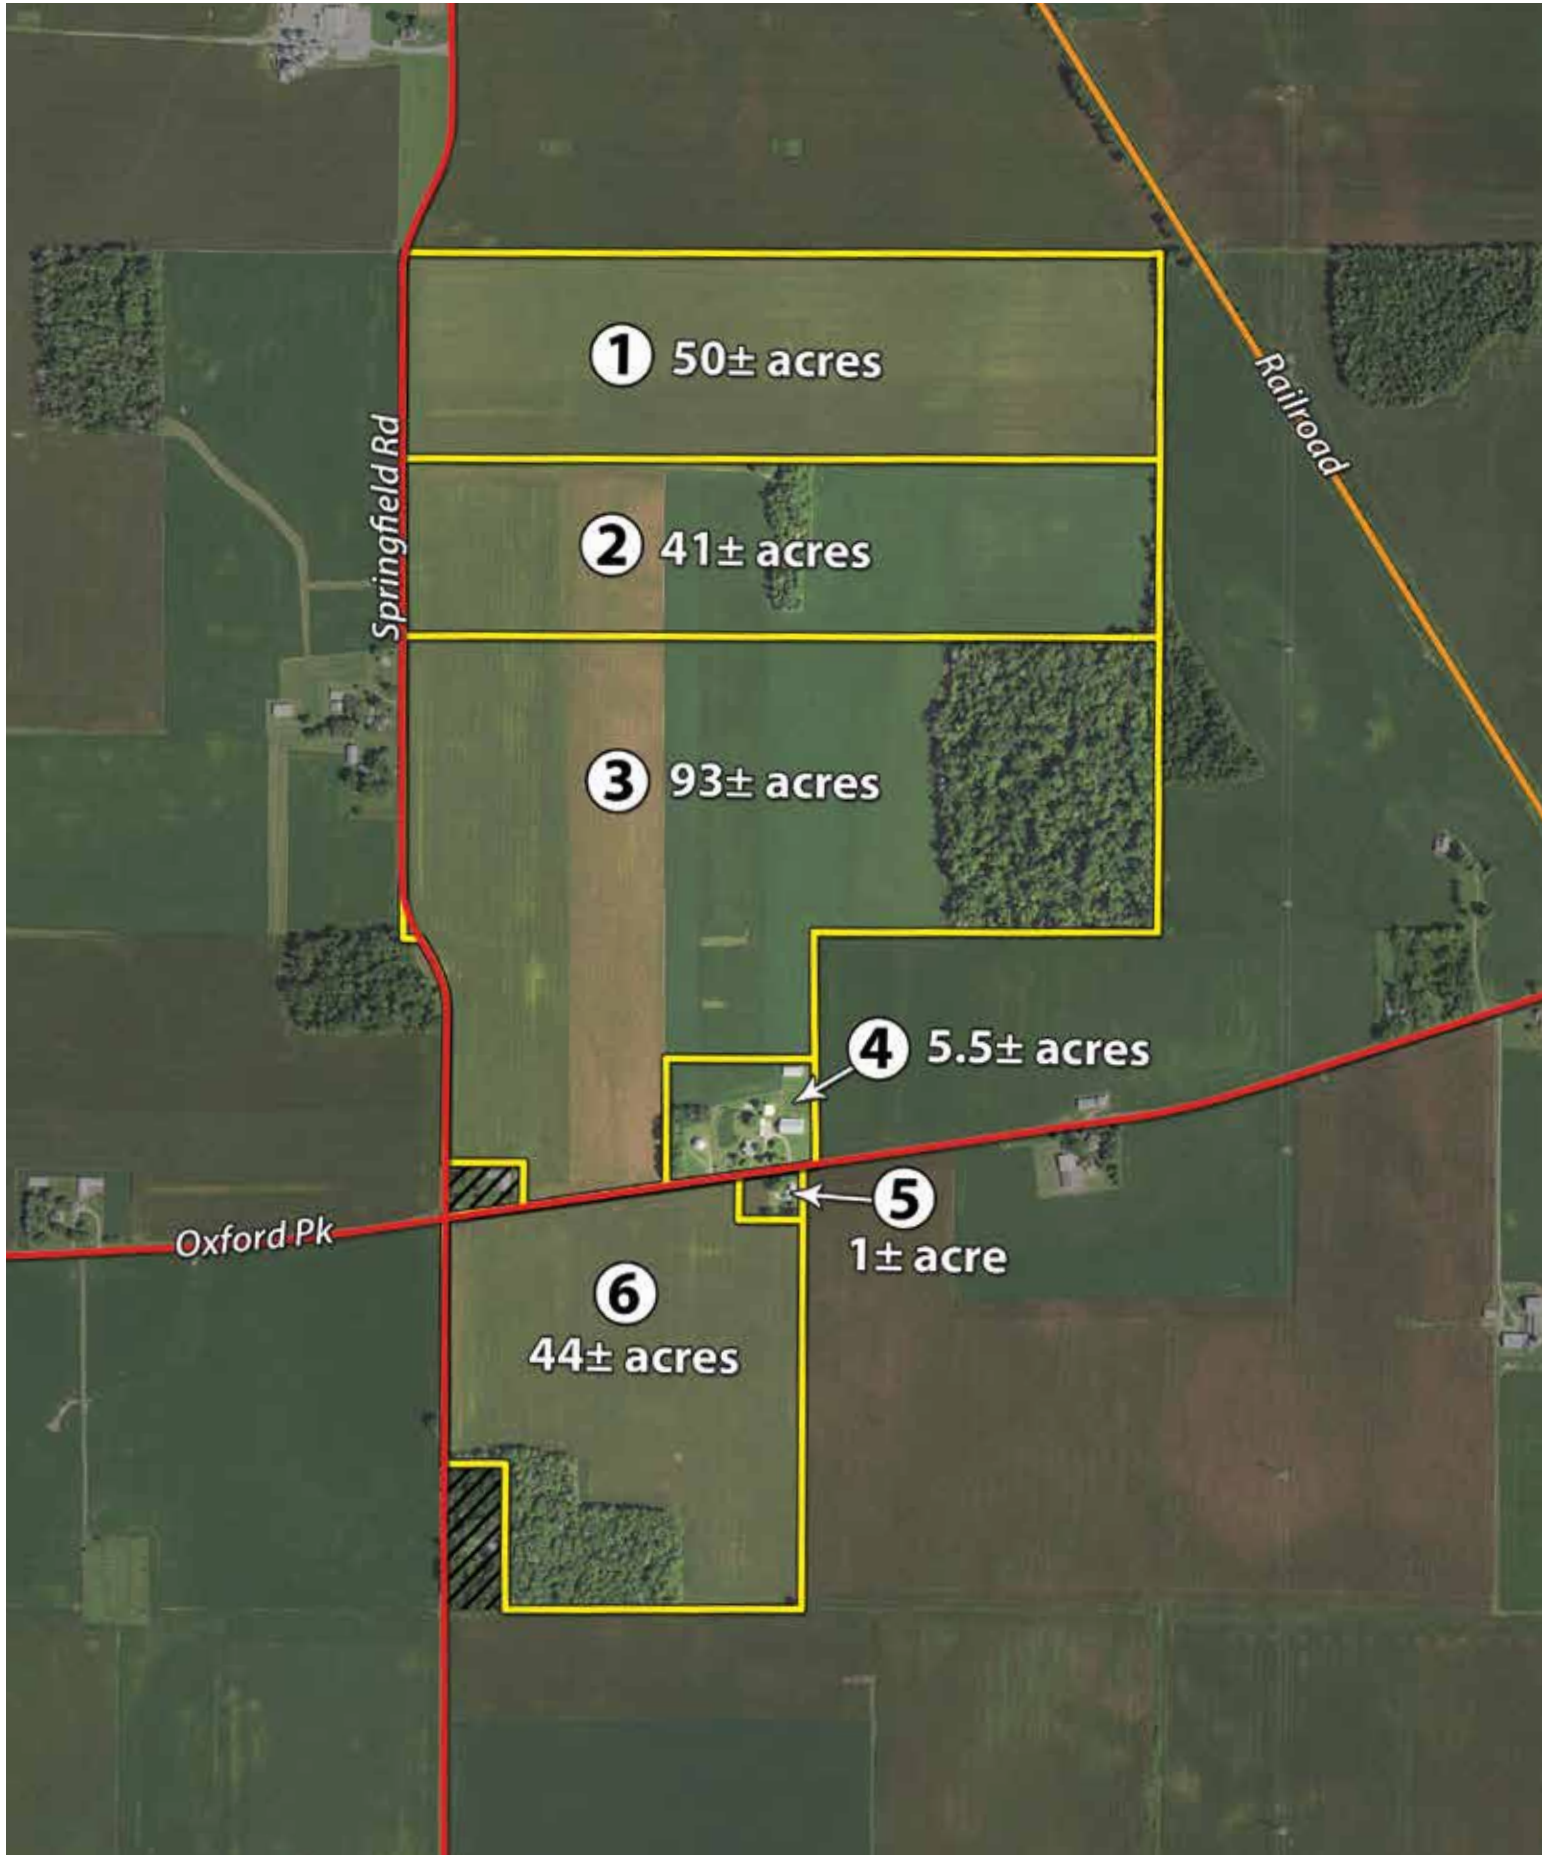 1 50± acres
Railroad
Springfield Rd
2 41± acres
3 93± acres
4 5.5± acres
5
1± acre
Oxford Pk
6
44± acres